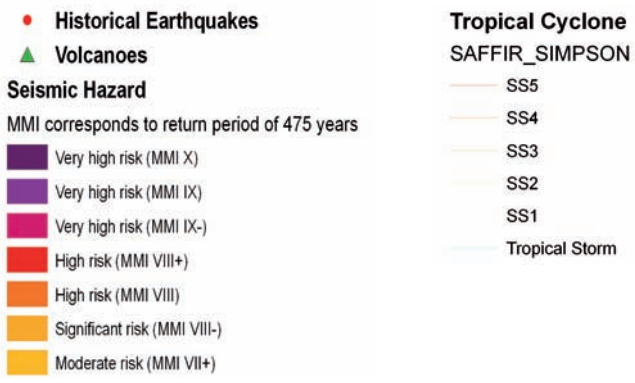 Historical Earthquakes
Volcanoes
Seismic Hazard
MMI corresponds to return period of 475 years
Very high risk (MMI X)
Very high risk (MMI IX)
Very high risk (MMI IX-)
High risk (MMI VIII+)
High risk (MMI VIII)
Significant risk (MMI VIII-)
Moderate risk (MMI VII+)
Tropical Cyclone
SAFFIR_SIMPSON
SS5
SS4
SS3
SS2
SS1
Tropical Storm